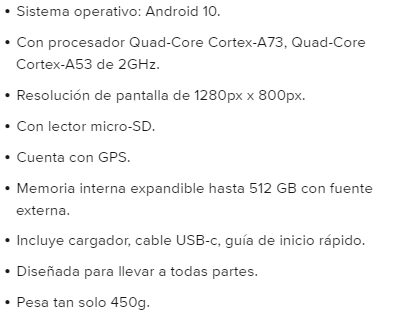 • Sistema operativo: Android 10.
• Con procesador Quad-Core Cortex-A73, Quad-Core
Cortex-A53 de 2GHz.
• Resolución de pantalla de 1280px x 800px.
• Con lector micro-SD.
• Cuenta con GPS.
• Memoria interna expandible hasta 512 GB con fuente
externa.
• Incluye cargador, cable USB-c, guía de inicio rápido.
• Diseñada para llevar a todas partes.
• Pesa tan solo 450g.